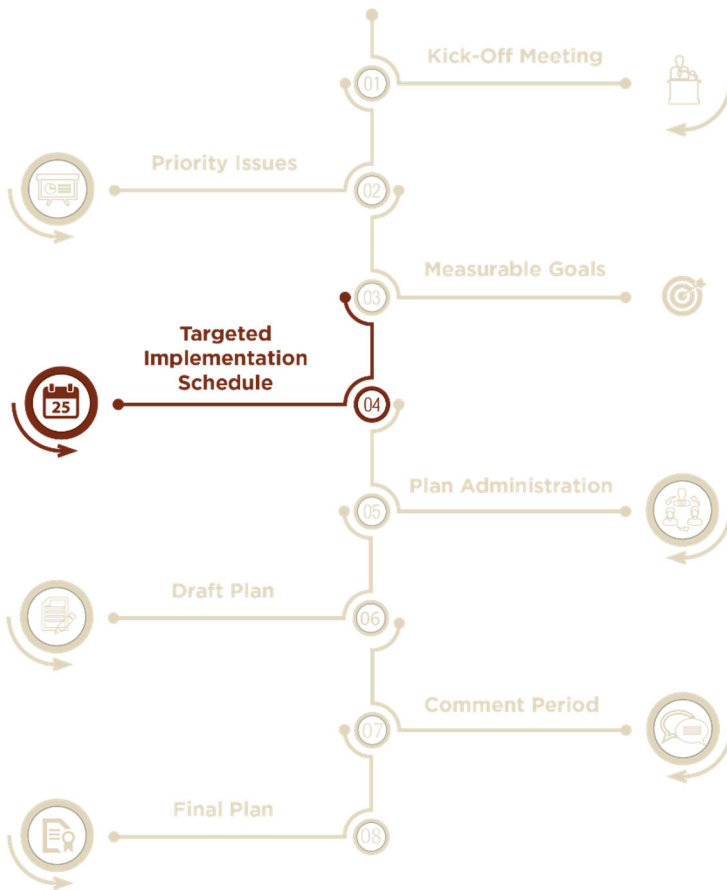 Kick-Off Meeting
01
Priority Issues
02
Measurable Goals
03
Targeted
Implementation
Schedule
25
04
Plan Administration
05
Draft Plan
06
Comment Period
07
Final Plan
08